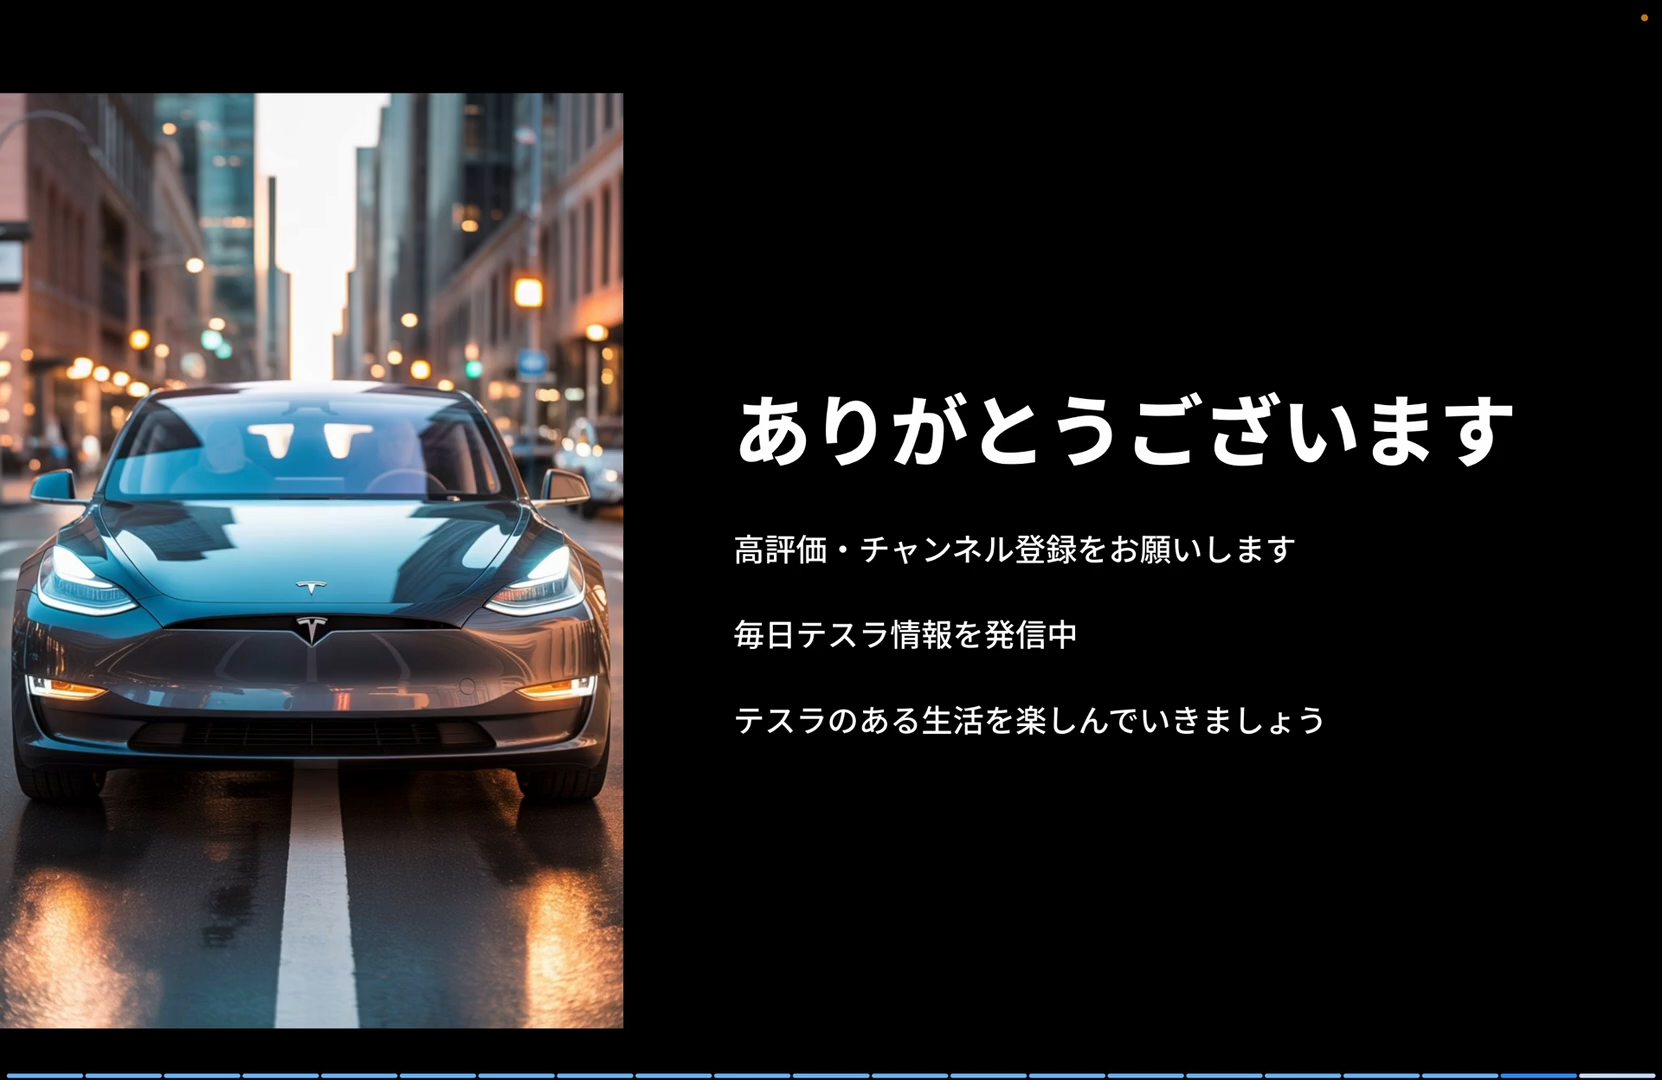 ありがとうございます
高評価・チャンネル登録をお願いします
毎日テスラ情報を発信中
テスラのある生活を楽しんでいきましょう